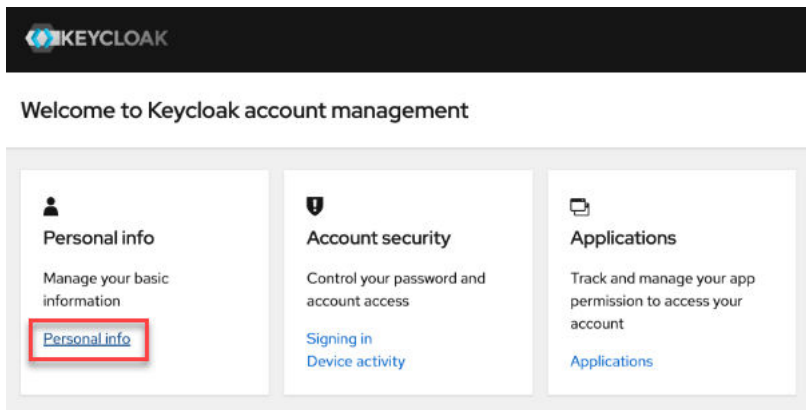 KEYCLOAK
Welcome to Keycloak account management
Personal info
Manage your basic
information
Personal info
Account security
Control your password and
account access
Signing in
Device activity
Applications
Track and manage your app
permission to access your
account
Applications